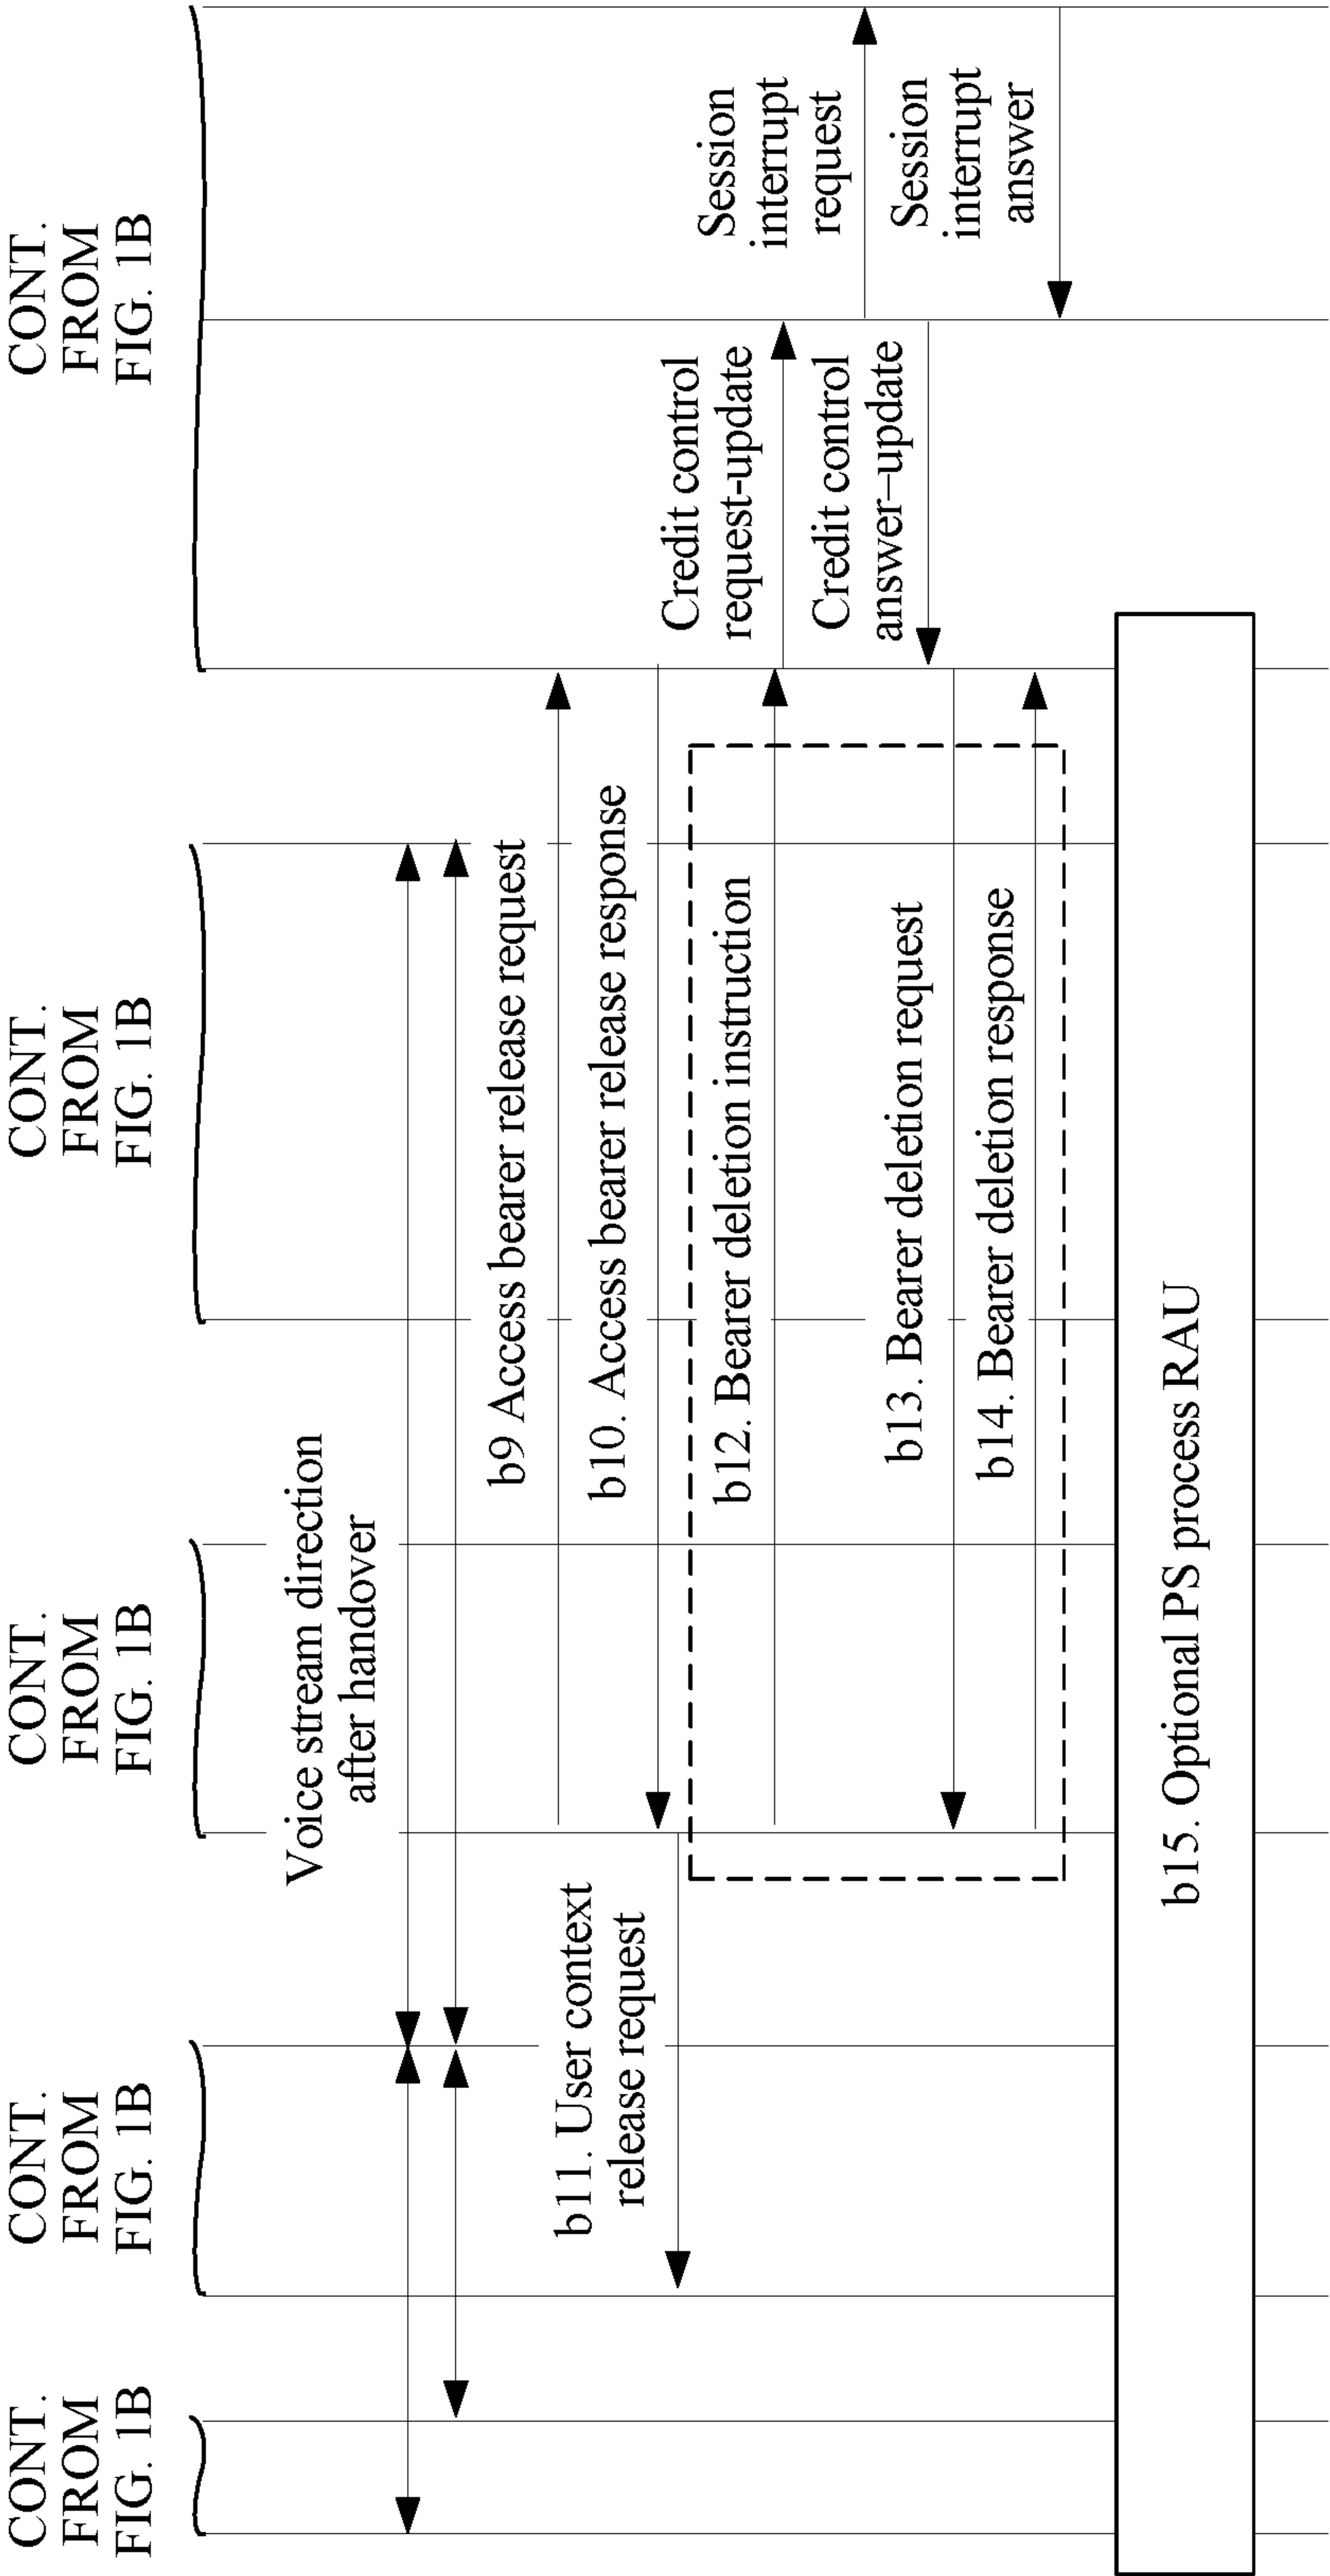 CONT.
FROM
FIG. 1B
CONT.
FROM
FIG. 1B
CONT.
FROM
FIG. 1B
CONT.
FROM
FIG. 1B
CONT.
FROM
FIG. 1B
Voice stream direction
after handover
b9 Access bearer release request
b10. Access bearer release response
b11. User context
release request
b12. Bearer deletion instruction
Credit control
request-update
Session
interrupt
request
Credit control
answer–update
b13. Bearer deletion request
Session
interrupt
answer
b14. Bearer deletion response
b15. Optional PS process RAU